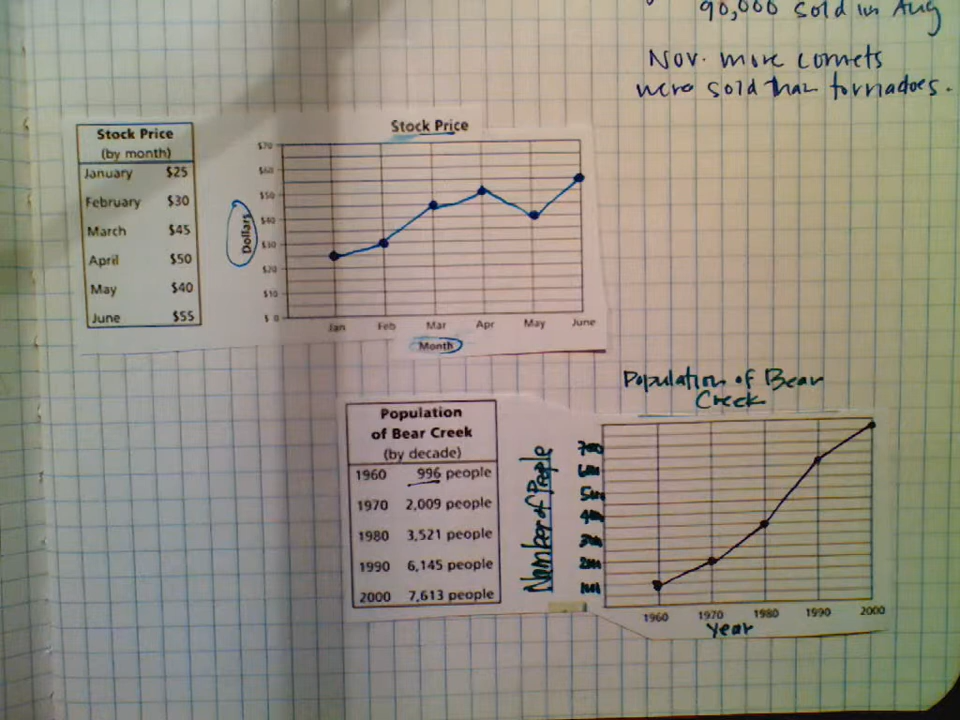 90,000 sold in Aug
Nov. more comets
were sold than tornadoes.
Stock Price
(by month)
January $25
February $30
March $45
April $50
May $40
June $55
Stock Price
$70
$60
$50
$40
$30
$20
$10
$ 0
Dollars
Jan Feb Mar Apr May June
Month
Population
of Bear Creek
(by decade)
1960 996 people
1970 2,009 people
1980 3,521 people
1990 6,145 people
2000 7,613 people
Population of Bear
Creek
Number of People
1960 1970 1980 1990 2000
Year